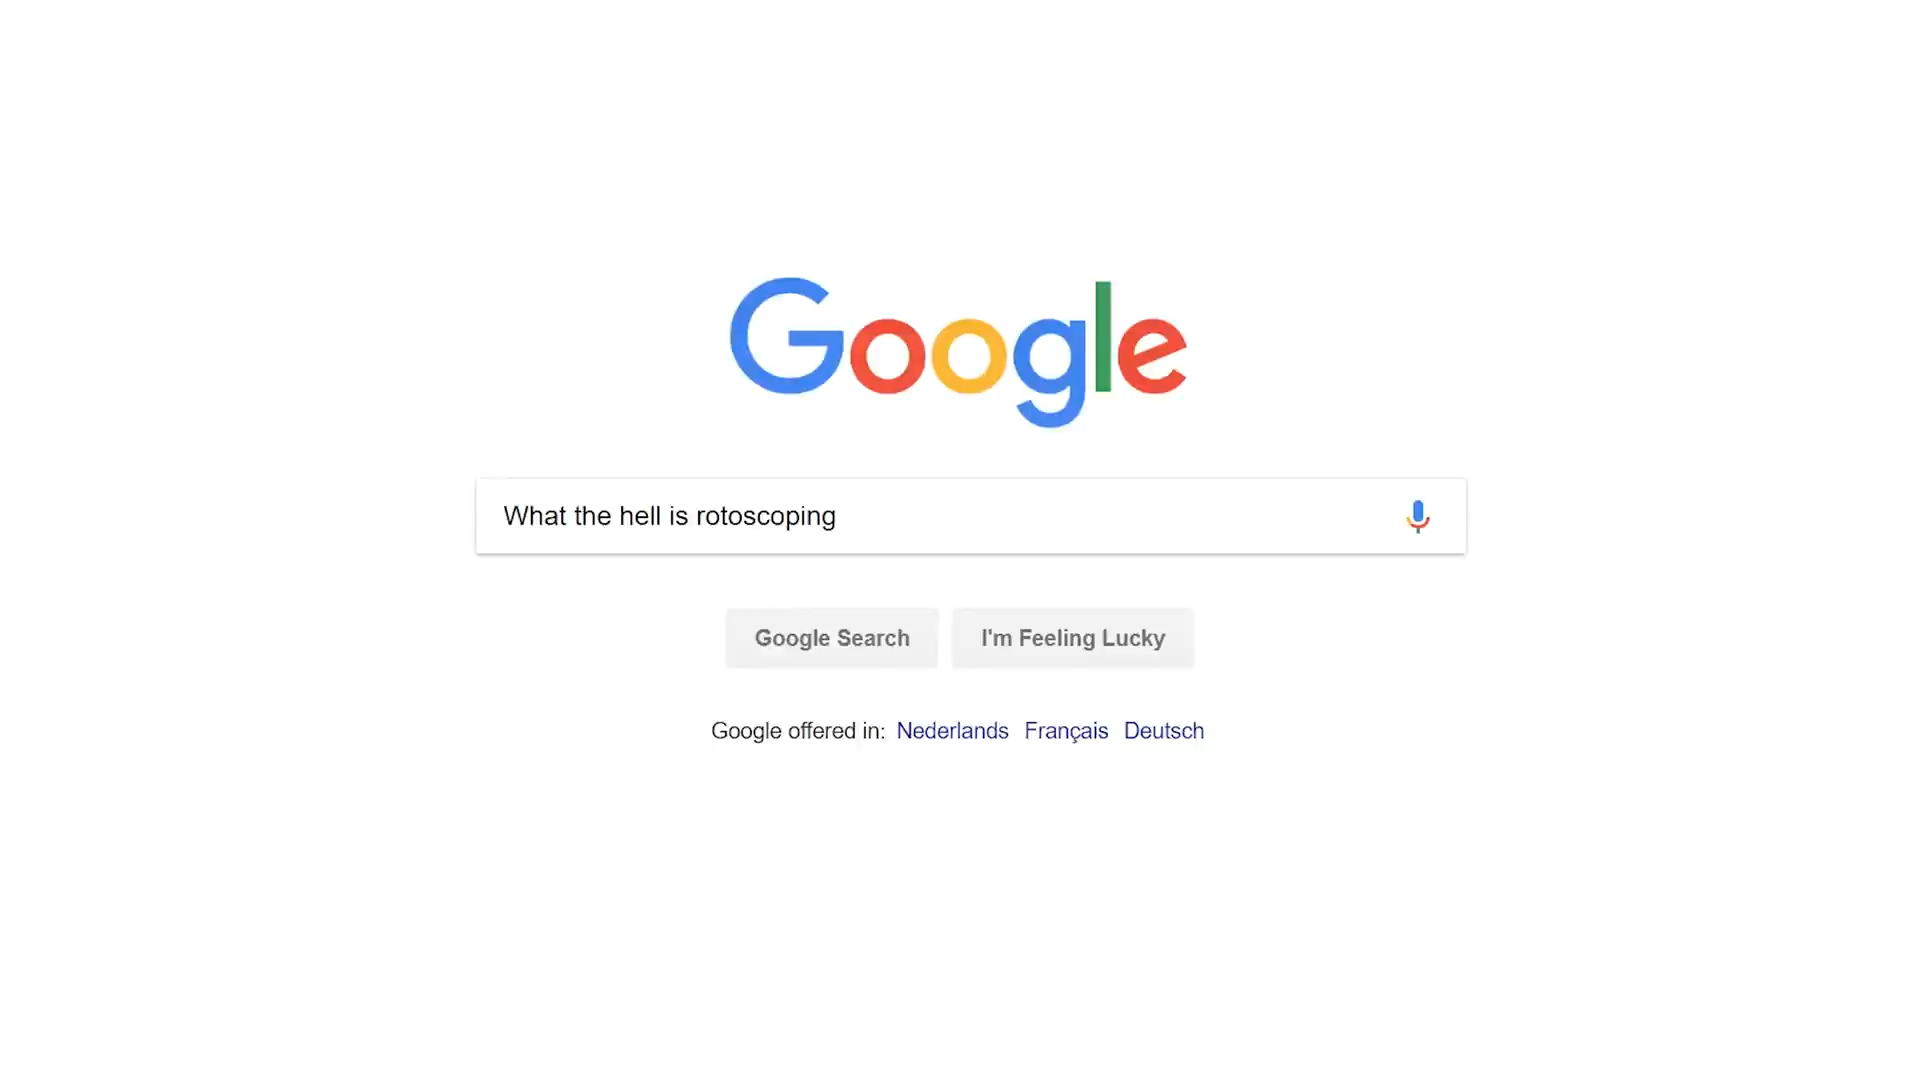 Google
What the hell is rotoscoping
Google Search I'm Feeling Lucky
Google offered in: Nederlands Français Deutsch